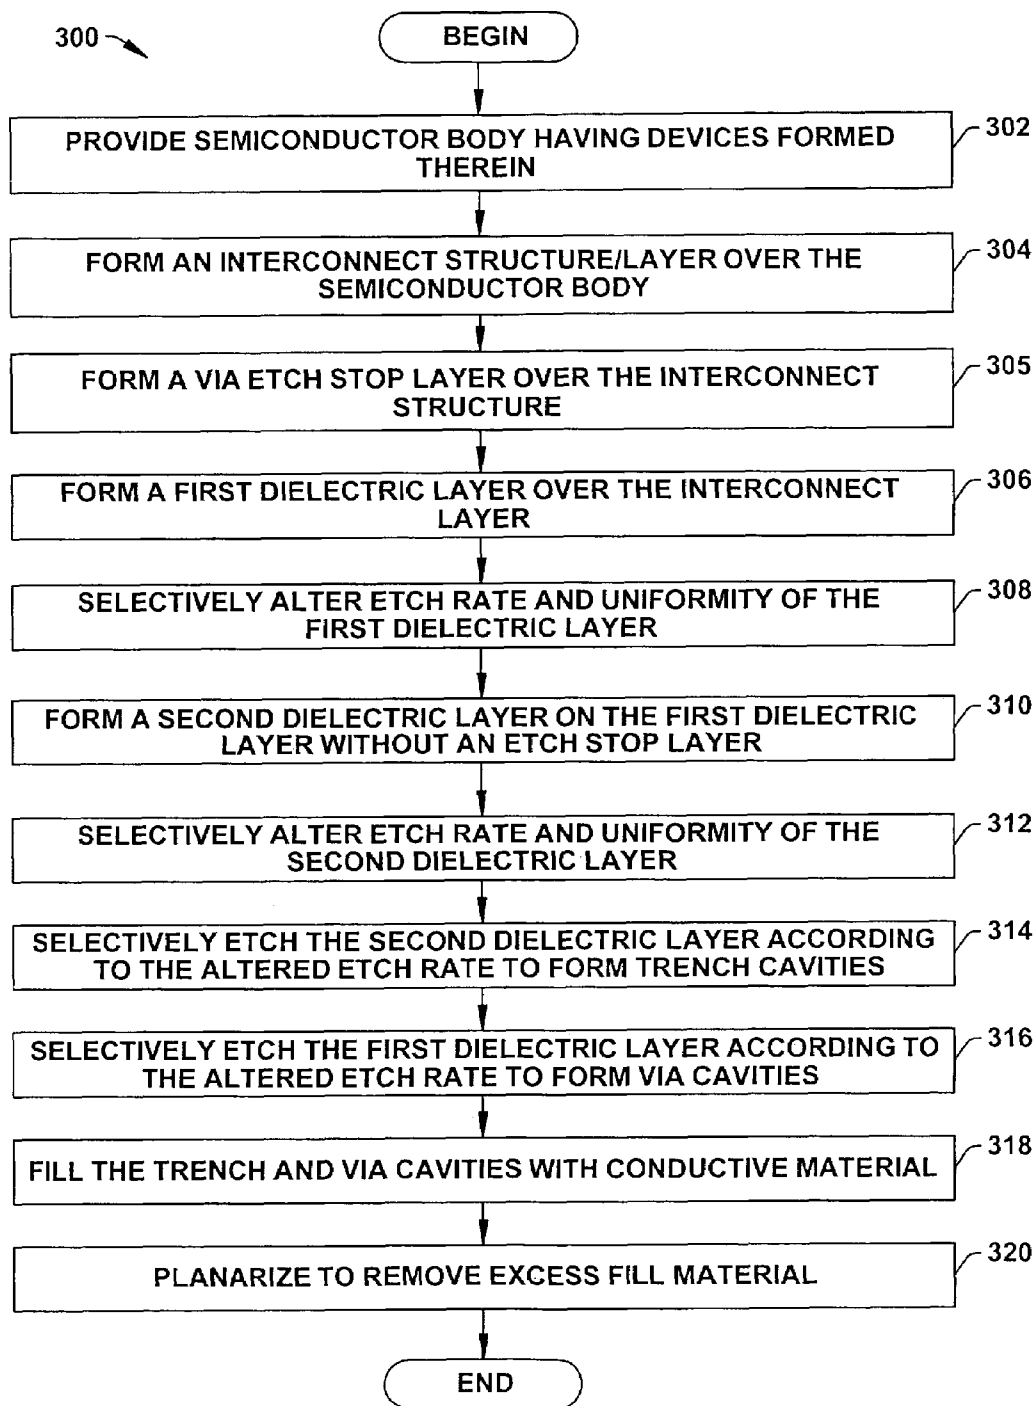 300
BEGIN
PROVIDE SEMICONDUCTOR BODY HAVING DEVICES FORMED
THEREIN
302
FORM AN INTERCONNECT STRUCTURE/LAYER OVER THE
SEMICONDUCTOR BODY
304
FORM A VIA ETCH STOP LAYER OVER THE INTERCONNECT
STRUCTURE
305
FORM A FIRST DIELECTRIC LAYER OVER THE INTERCONNECT
LAYER
306
SELECTIVELY ALTER ETCH RATE AND UNIFORMITY OF THE
FIRST DIELECTRIC LAYER
308
FORM A SECOND DIELECTRIC LAYER ON THE FIRST DIELECTRIC
LAYER WITHOUT AN ETCH STOP LAYER
310
SELECTIVELY ALTER ETCH RATE AND UNIFORMITY OF THE
SECOND DIELECTRIC LAYER
312
SELECTIVELY ETCH THE SECOND DIELECTRIC LAYER ACCORDING
TO THE ALTERED ETCH RATE TO FORM TRENCH CAVITIES
314
SELECTIVELY ETCH THE FIRST DIELECTRIC LAYER ACCORDING TO
THE ALTERED ETCH RATE TO FORM VIA CAVITIES
316
FILL THE TRENCH AND VIA CAVITIES WITH CONDUCTIVE MATERIAL
318
PLANARIZE TO REMOVE EXCESS FILL MATERIAL
320
END